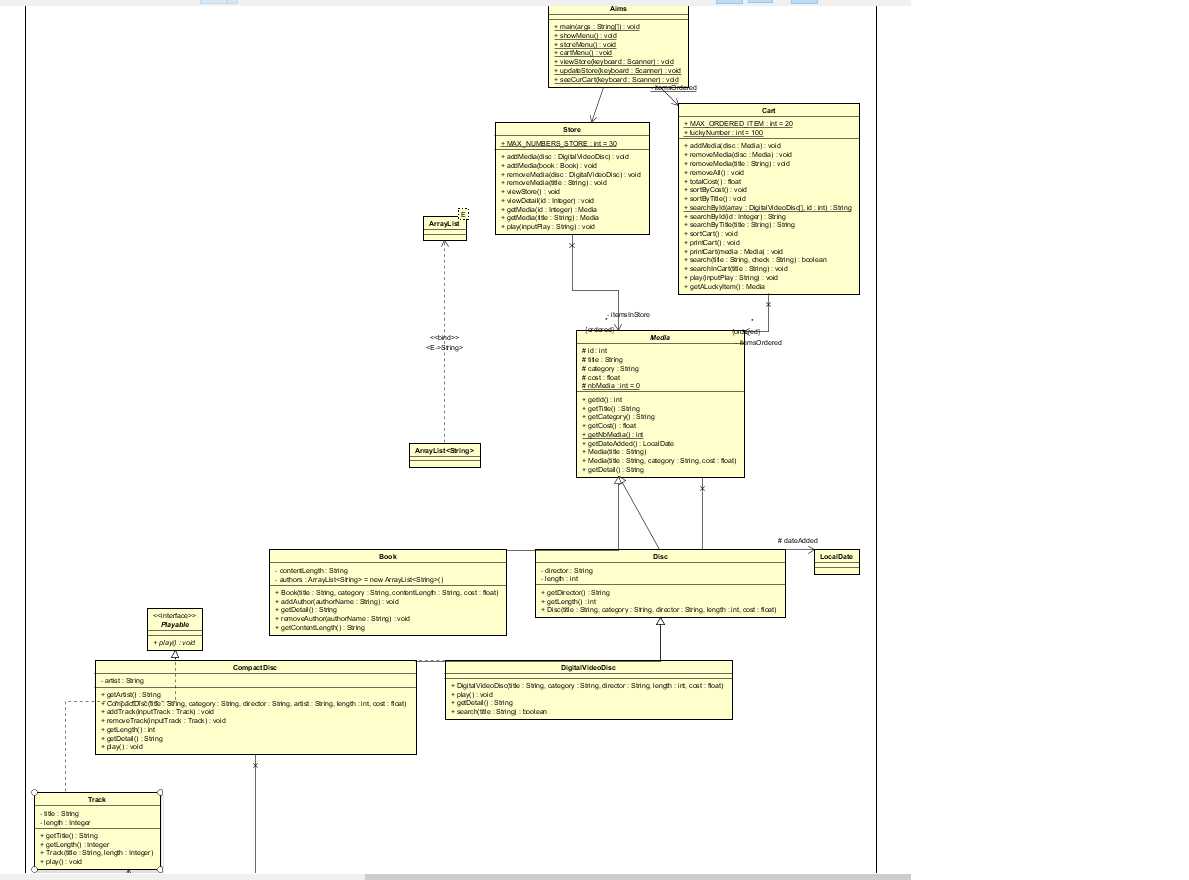 Aims
+ main(args : String[]) : void
+ showMenu() : void
+ storeMenu() : void
+ cartMenu() : void
+ viewStore(keyboard : Scanner) : void
+ updateStore(keyboard : Scanner) : void
+ seeCurCart(keyboard : Scanner) : void
- itemsOrdered
Cart
+ MAX_ORDERED_ITEM : int = 20
+ luckyNumber : int = 100
+ addMedia(disc : Media) : void
+ removeMedia(disc : Media) : void
+ removeMedia(title : String) : void
+ removeAll() : void
+ totalCost() : float
+ sortByCost() : void
+ sortByTitle() : void
+ searchById(array : DigitalVideoDisc[], id : int) : String
+ searchById(id : Integer) : String
+ searchByTitle(title : String) : String
+ sortCart() : void
+ printCart() : void
+ printCart(media : Media) : void
+ search(title : String, check : String) : boolean
+ searchInCart(title : String) : void
+ play(inputPlay : String) : void
+ getALuckyItem() : Media
Store
+ MAX_NUMBERS_STORE : int = 30
+ addMedia(disc : DigitalVideoDisc) : void
+ addMedia(book : Book) : void
+ removeMedia(disc : DigitalVideoDisc) : void
+ removeMedia(title : String) : void
+ viewStore() : void
+ viewDetail(id : Integer) : void
+ getMedia(id : Integer) : Media
+ getMedia(title : String) : Media
+ play(inputPlay : String) : void
E
ArrayList
- itemsInStore
*
{ordered}
*
{ordered}
- itemsOrdered
<<bind>>
<E->String>
Media
# id : int
# title : String
# category : String
# cost : float
# nbMedia : int = 0
+ getId() : int
+ getTitle() : String
+ getCategory() : String
+ getCost() : float
+ getNbMedia() : int
+ getDateAdded() : LocalDate
+ Media(title : String)
+ Media(title : String, category : String, cost : float)
+ getDetail() : String
ArrayList<String>
# dateAdded
LocalDate
Book
- contentLength : String
- authors : ArrayList<String> = new ArrayList<String>()
+ Book(title : String, category : String, contentLength : String, cost : float)
+ addAuthor(authorName : String) : void
+ getDetail() : String
+ removeAuthor(authorName : String) : void
+ getContentLength() : String
Disc
- director : String
- length : int
+ getDirector() : String
+ getLength() : int
+ Disc(title : String, category : String, director : String, length : int, cost : float)
<<interface>>
Playable
+ play() : void
CompactDisc
- artist : String
+ getArtist() : String
+ CompactDisc(title : String, category : String, director : String, artist : String, length : int, cost : float)
+ addTrack(inputTrack : Track) : void
+ removeTrack(inputTrack : Track) : void
+ getLength() : int
+ getDetail() : String
+ play() : void
DigitalVideoDisc
+ DigitalVideoDisc(title : String, category : String, director : String, length : int, cost : float)
+ play() : void
+ getDetail() : String
+ search(title : String) : boolean
Track
- title : String
- length : Integer
+ getTitle() : String
+ getLength() : Integer
+ Track(title : String, length : Integer)
+ play() : void